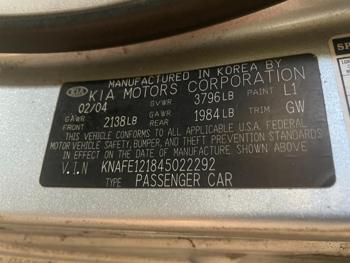 MANUFACTURED IN KOREA BY
KIA KIA MOTORS CORPORATION
02/04 GVWR 3796LB PAINT L1
GAWR FRONT 2138LB GAWR REAR 1984LB TRIM GW
THIS VEHICLE CONFORMS TO ALL APPLICABLE U.S.A. FEDERAL
MOTOR VEHICLE SAFETY, BUMPER, AND THEFT PREVENTION STANDARDS
IN EFFECT ON THE DATE OF MANUFACTURE SHOWN ABOVE.
V.I.N KNAFE121845022292
TYPE PASSENGER CAR